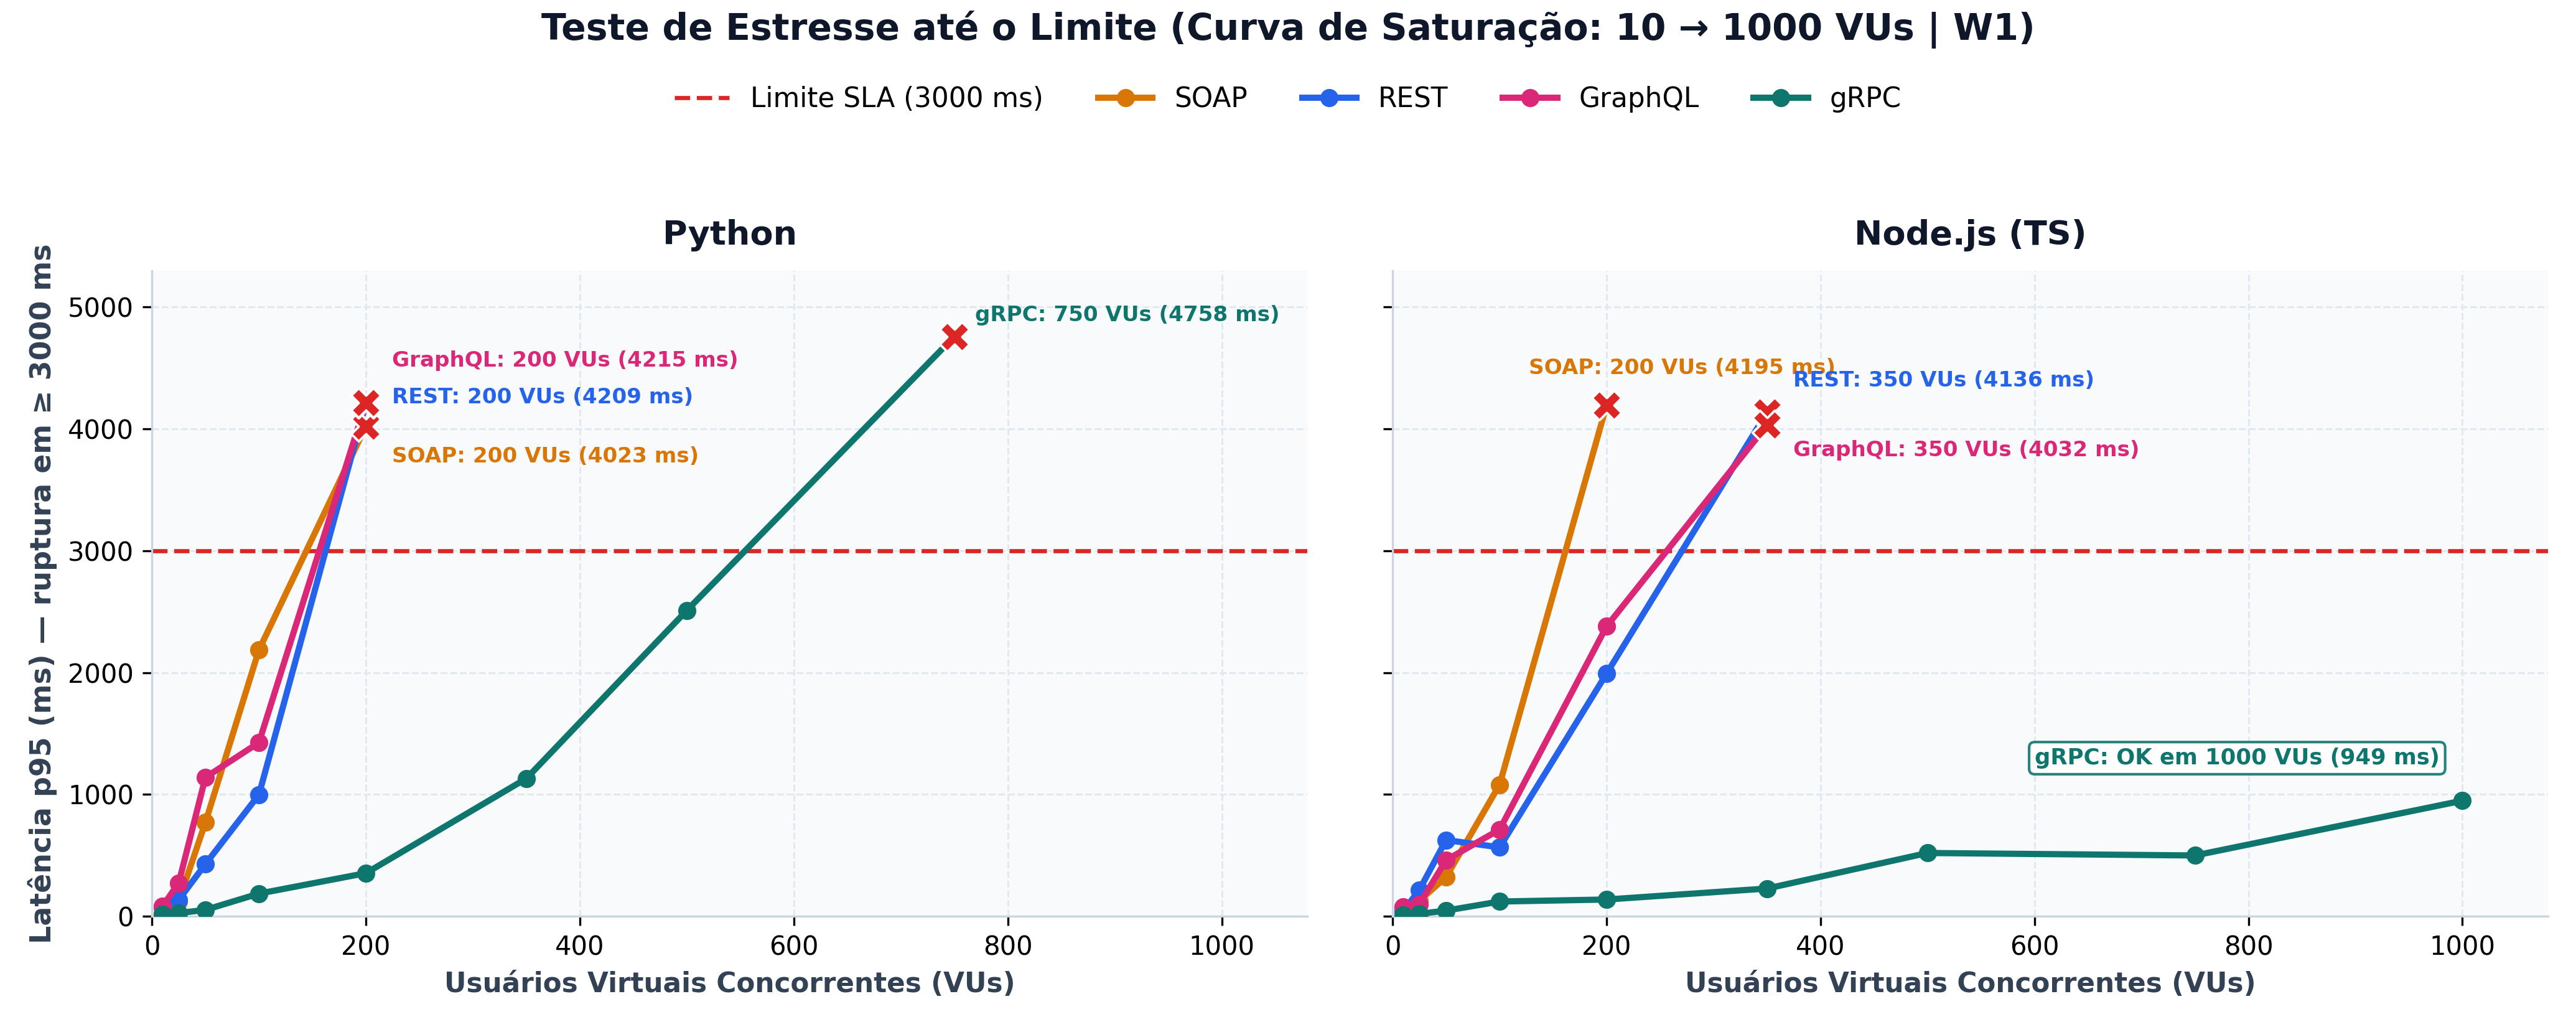 Teste de Estresse até o Limite (Curva de Saturação: 10 → 1000 VUs | W1)
Limite SLA (3000 ms)
SOAP
REST
GraphQL
gRPC
Python
Latência p95 (ms) — ruptura em ≥ 3000 ms
5000
4000
3000
2000
1000
0
gRPC: 750 VUs (4758 ms)
GraphQL: 200 VUs (4215 ms)
REST: 200 VUs (4209 ms)
SOAP: 200 VUs (4023 ms)
0
200
400
600
800
1000
Usuários Virtuais Concorrentes (VUs)
Node.js (TS)
SOAP: 200 VUs (4195 ms)
REST: 350 VUs (4136 ms)
GraphQL: 350 VUs (4032 ms)
gRPC: OK em 1000 VUs (949 ms)
0
200
400
600
800
1000
Usuários Virtuais Concorrentes (VUs)